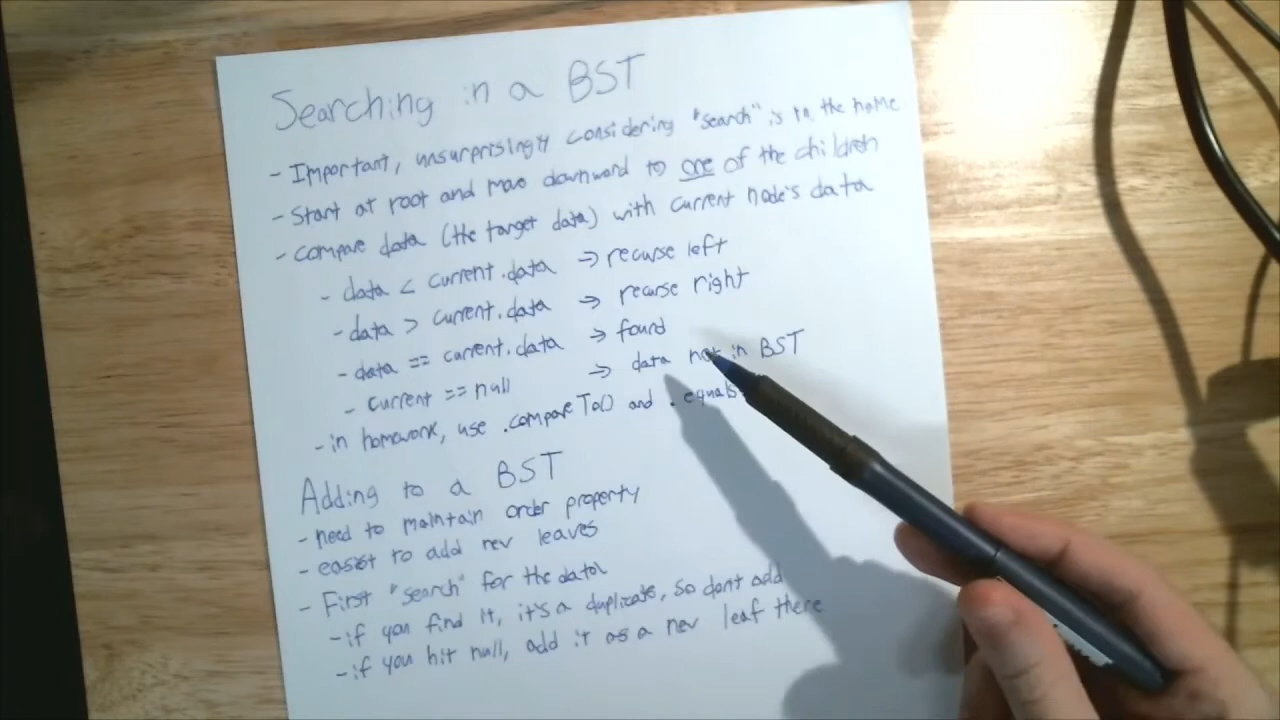 Searching in a BST
- Important, unsurprisingly considering "search" is in the name
- Start at root and move downward to one of the children
- compare data (the target data) with current node's data
- data < current.data → recurse left
- data > current.data → recurse right
- data == current.data → found
- current == null → data not in BST
- in homework, use .compareTo() and .equals
Adding to a BST
- need to maintain order property
- easist to add new leaves
- First "search" for the data
- if you find it, it's a duplicate, so dont add
- if you hit null, add it as a new leaf there